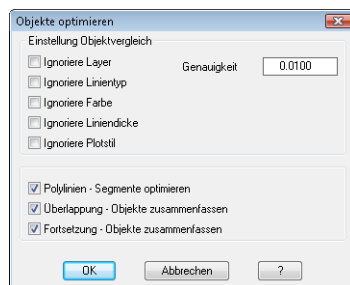 Objekte optimieren
Einstellung Objektvergleich
Ignoriere Layer
Genauigkeit 0.0100
Ignoriere Linientyp
Ignoriere Farbe
Ignoriere Liniendicke
Ignoriere Plotstil
Polylinien - Segmente optimieren
Überlappung - Objekte zusammenfassen
Fortsetzung - Objekte zusammenfassen
OK Abbrechen ?